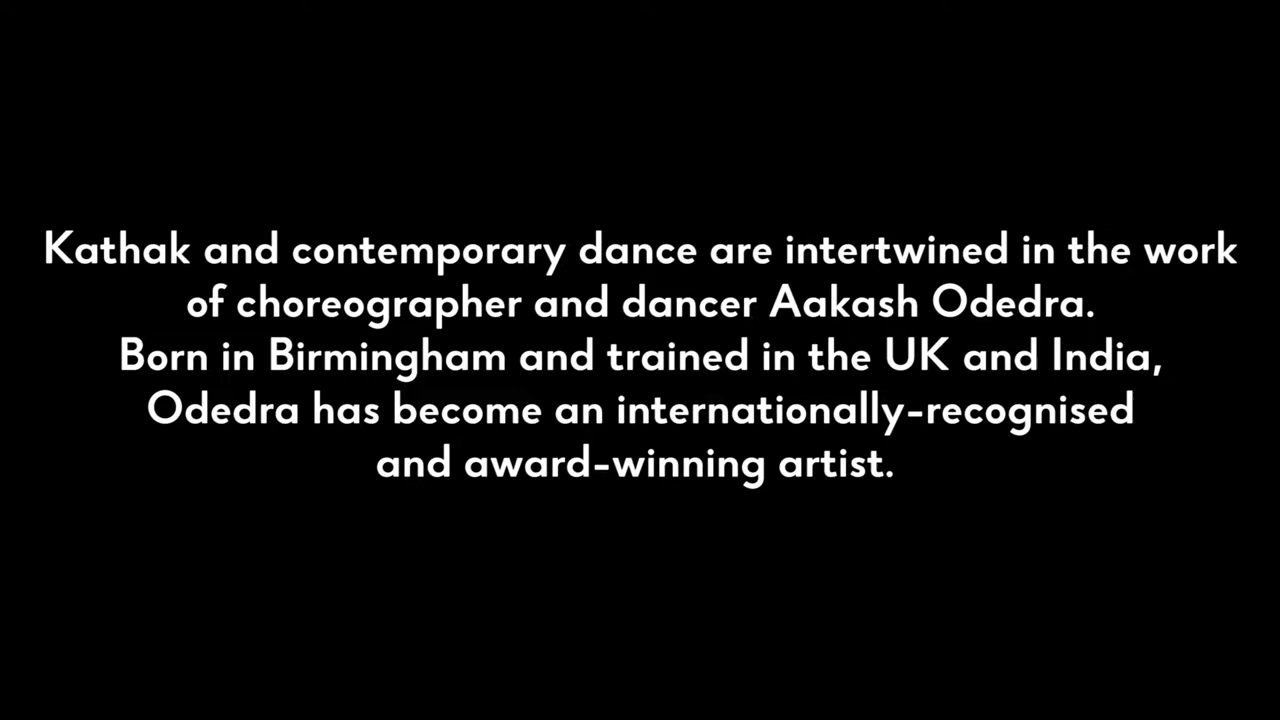 Kathak and contemporary dance are intertwined in the work
of choreographer and dancer Aakash Odedra.
Born in Birmingham and trained in the UK and India,
Odedra has become an internationally-recognised
and award-winning artist.